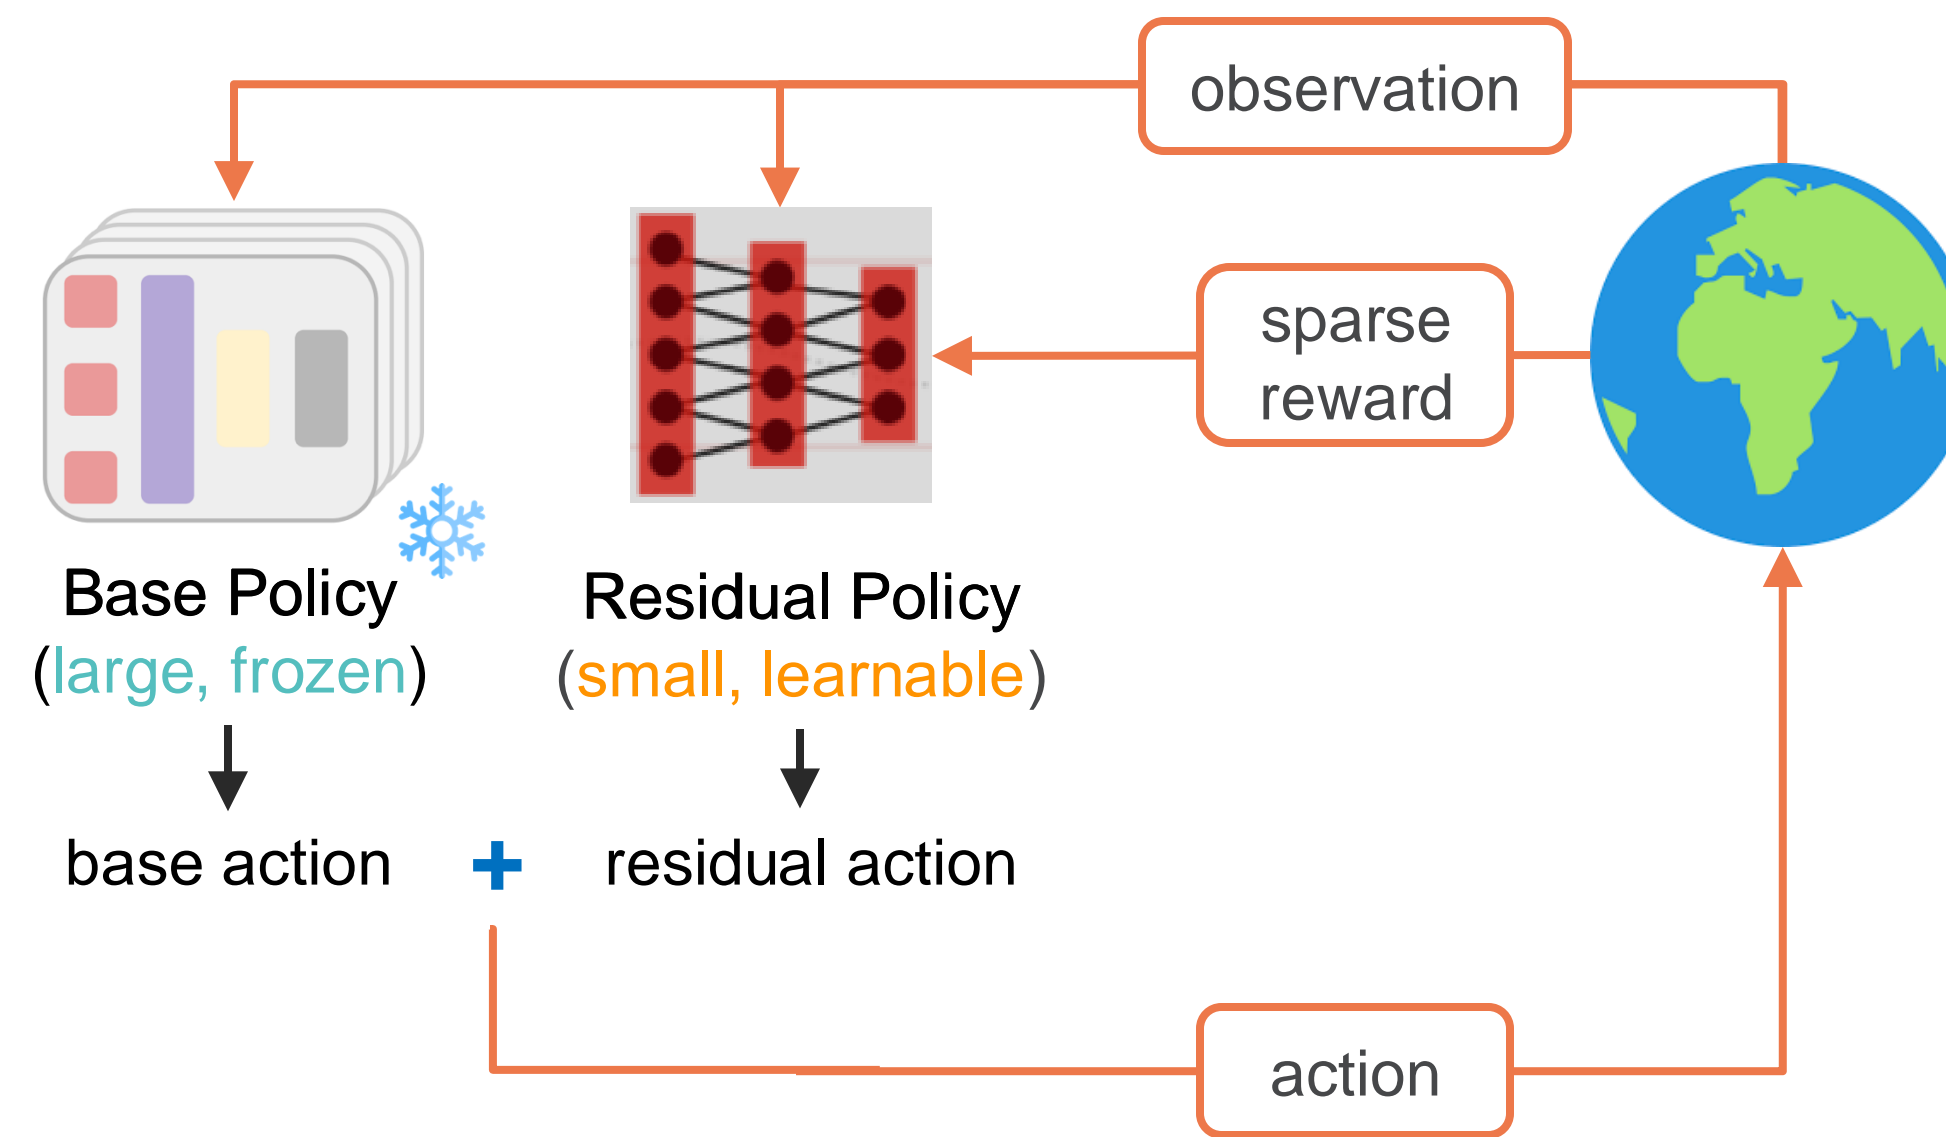 observation
sparse
reward
Base Policy
(large, frozen)
Residual Policy
(small, learnable)
base action + residual action
action